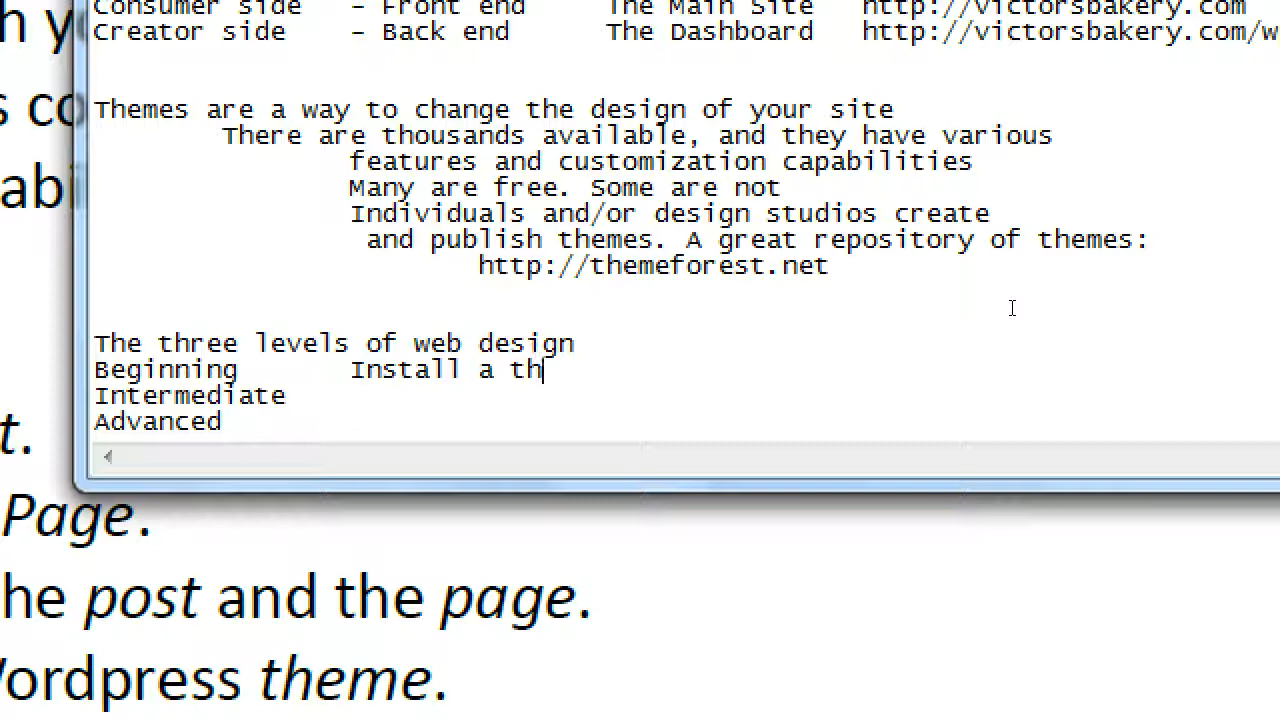 Consumer side - Front end The Main Site http://victorsbakery.com
h y
Creator side - Back end The Dashboard http://victorsbakery.com/w
s co
Themes are a way to change the design of your site
There are thousands available, and they have various
features and customization capabilities
abi
Many are free. Some are not
Individuals and/or design studios create
and publish themes. A great repository of themes:
http://themeforest.net
The three levels of web design
Beginning Install a th
Intermediate
Advanced
t.
Page.
he post and the page.
Wordpress theme.